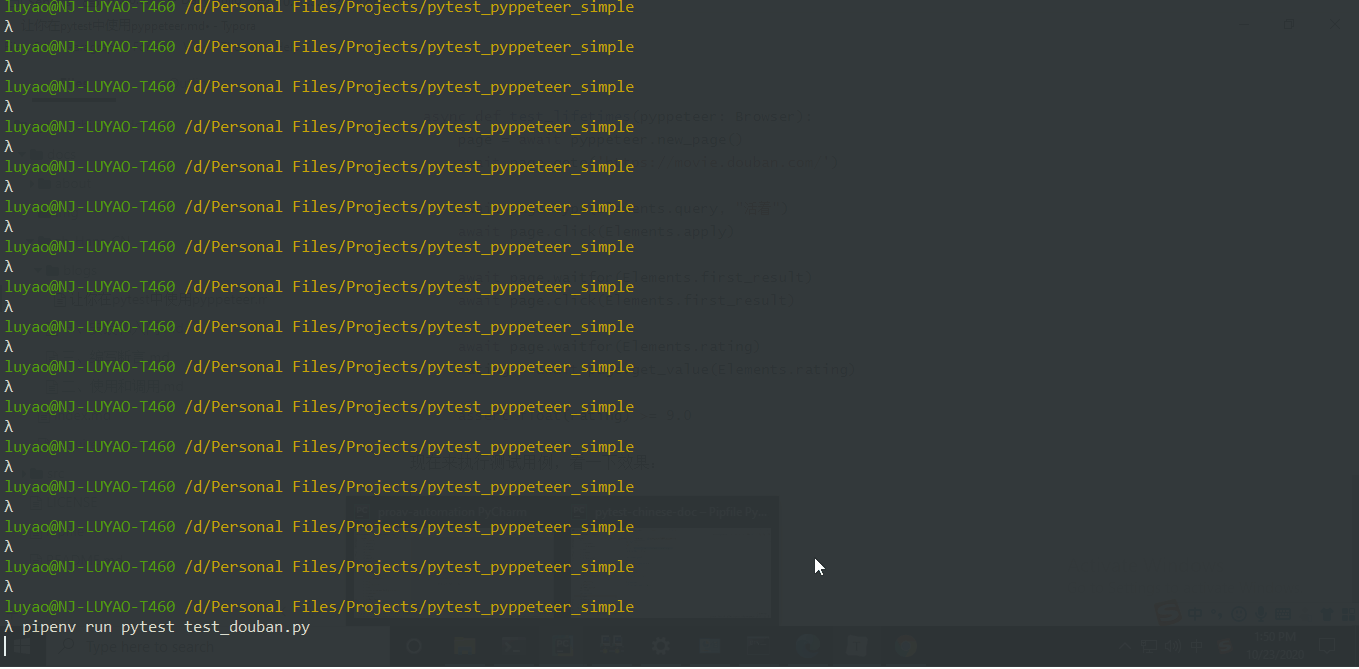 luyao@NJ-LUYAO-T460 /d/Personal Files/Projects/pytest_pyppeteer_simple
λ
luyao@NJ-LUYAO-T460 /d/Personal Files/Projects/pytest_pyppeteer_simple
λ
luyao@NJ-LUYAO-T460 /d/Personal Files/Projects/pytest_pyppeteer_simple
λ
luyao@NJ-LUYAO-T460 /d/Personal Files/Projects/pytest_pyppeteer_simple
λ
luyao@NJ-LUYAO-T460 /d/Personal Files/Projects/pytest_pyppeteer_simple
λ
luyao@NJ-LUYAO-T460 /d/Personal Files/Projects/pytest_pyppeteer_simple
λ
luyao@NJ-LUYAO-T460 /d/Personal Files/Projects/pytest_pyppeteer_simple
λ
luyao@NJ-LUYAO-T460 /d/Personal Files/Projects/pytest_pyppeteer_simple
λ
luyao@NJ-LUYAO-T460 /d/Personal Files/Projects/pytest_pyppeteer_simple
λ
luyao@NJ-LUYAO-T460 /d/Personal Files/Projects/pytest_pyppeteer_simple
λ
luyao@NJ-LUYAO-T460 /d/Personal Files/Projects/pytest_pyppeteer_simple
λ
luyao@NJ-LUYAO-T460 /d/Personal Files/Projects/pytest_pyppeteer_simple
λ
luyao@NJ-LUYAO-T460 /d/Personal Files/Projects/pytest_pyppeteer_simple
λ
luyao@NJ-LUYAO-T460 /d/Personal Files/Projects/pytest_pyppeteer_simple
λ
luyao@NJ-LUYAO-T460 /d/Personal Files/Projects/pytest_pyppeteer_simple
λ
luyao@NJ-LUYAO-T460 /d/Personal Files/Projects/pytest_pyppeteer_simple
λ pipenv run pytest test_douban.py